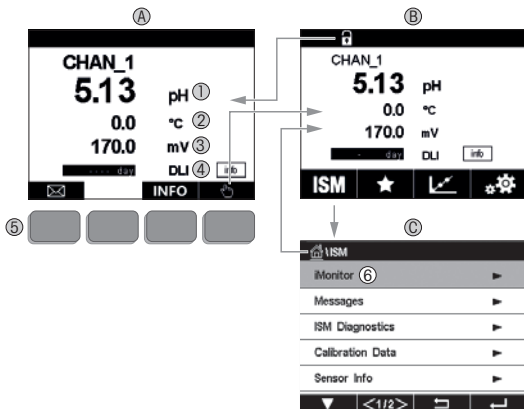 Ⓐ
CHAN_1
5.13 pH ①
0.0 °C ②
170.0 mV ③
---- day DLI ④ info
INFO
⑤
Ⓑ
CHAN_1
5.13 pH
0.0 °C
170.0 mV
- --- day DLI info
ISM
Ⓒ
\ISM
iMonitor ⑥
Messages
ISM Diagnostics
Calibration Data
Sensor Info
<1/2>